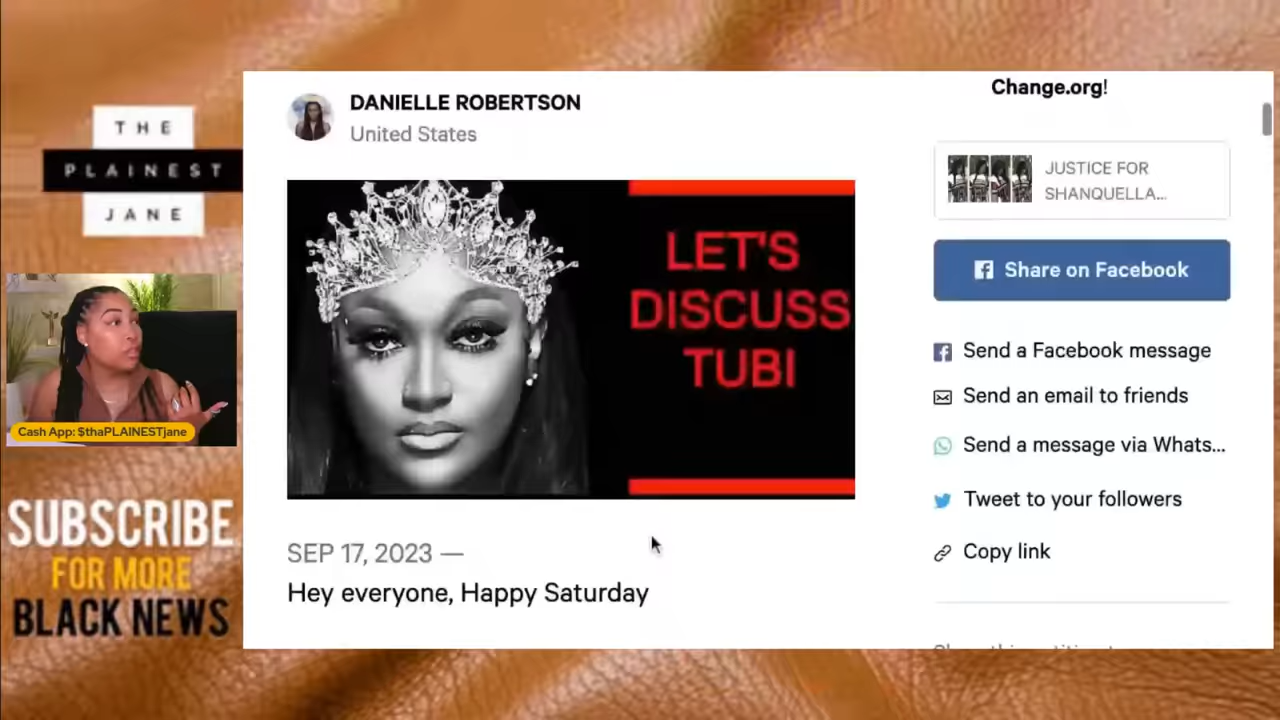 THE
PLAINEST
JANE
Cash App: $thaPLAINESTjane
SUBSCRIBE
FOR MORE
BLACK NEWS
DANIELLE ROBERTSON
United States
LET'S
DISCUSS
TUBI
SEP 17, 2023 —
Hey everyone, Happy Saturday
Change.org!
JUSTICE FOR
SHANQUELLA...
Share on Facebook
Send a Facebook message
Send an email to friends
Send a message via Whats...
Tweet to your followers
Copy link